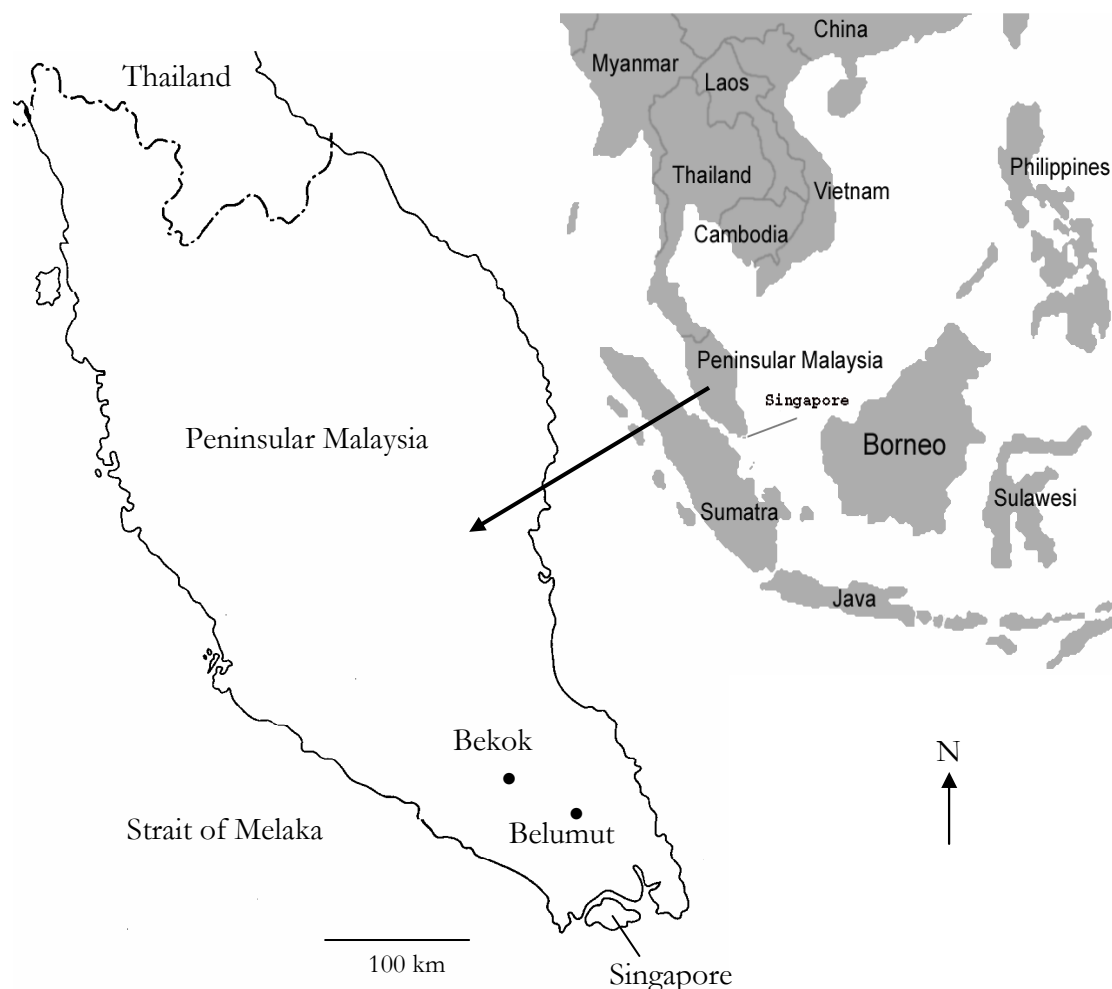 China
Myanmar
Laos
Thailand
Thailand
Philippines
Vietnam
Cambodia
Peninsular Malaysia
Singapore
Peninsular Malaysia
Borneo
Sulawesi
Sumatra
Java
Bekok
N
Strait of Melaka
Belumut
100 km
Singapore